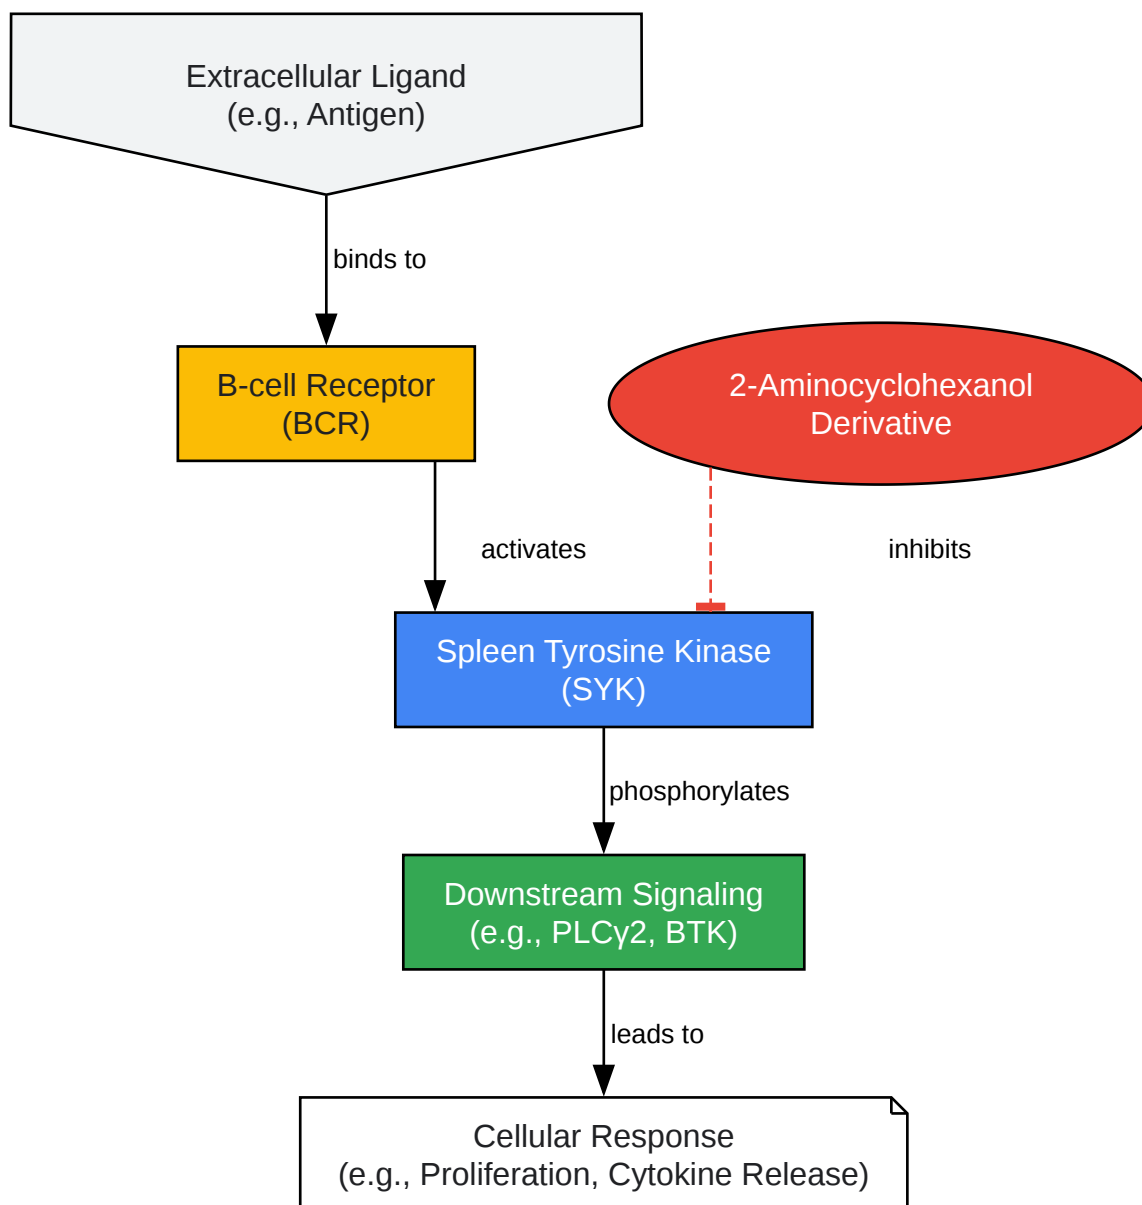 Extracellular Ligand
(e.g., Antigen)
binds to
B-cell Receptor
(BCR)
2-Aminocyclohexanol
Derivative
activates
inhibits
Spleen Tyrosine Kinase
(SYK)
phosphorylates
Downstream Signaling
(e.g., PLCγ2, BTK)
leads to
Cellular Response
(e.g., Proliferation, Cytokine Release)